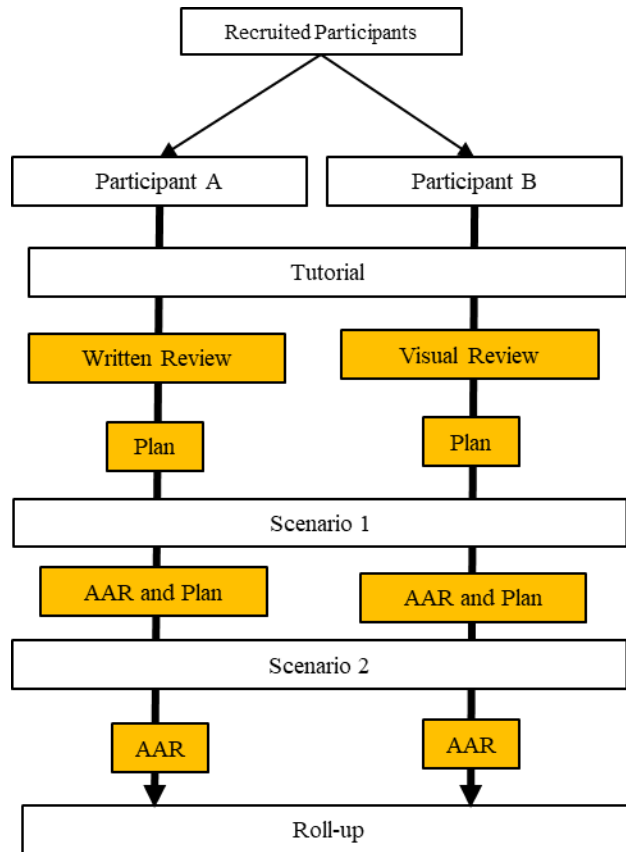 Recruited Participants
Participant A
Participant B
Tutorial
Written Review
Visual Review
Plan
Plan
Scenario 1
AAR and Plan
AAR and Plan
Scenario 2
AAR
AAR
Roll-up